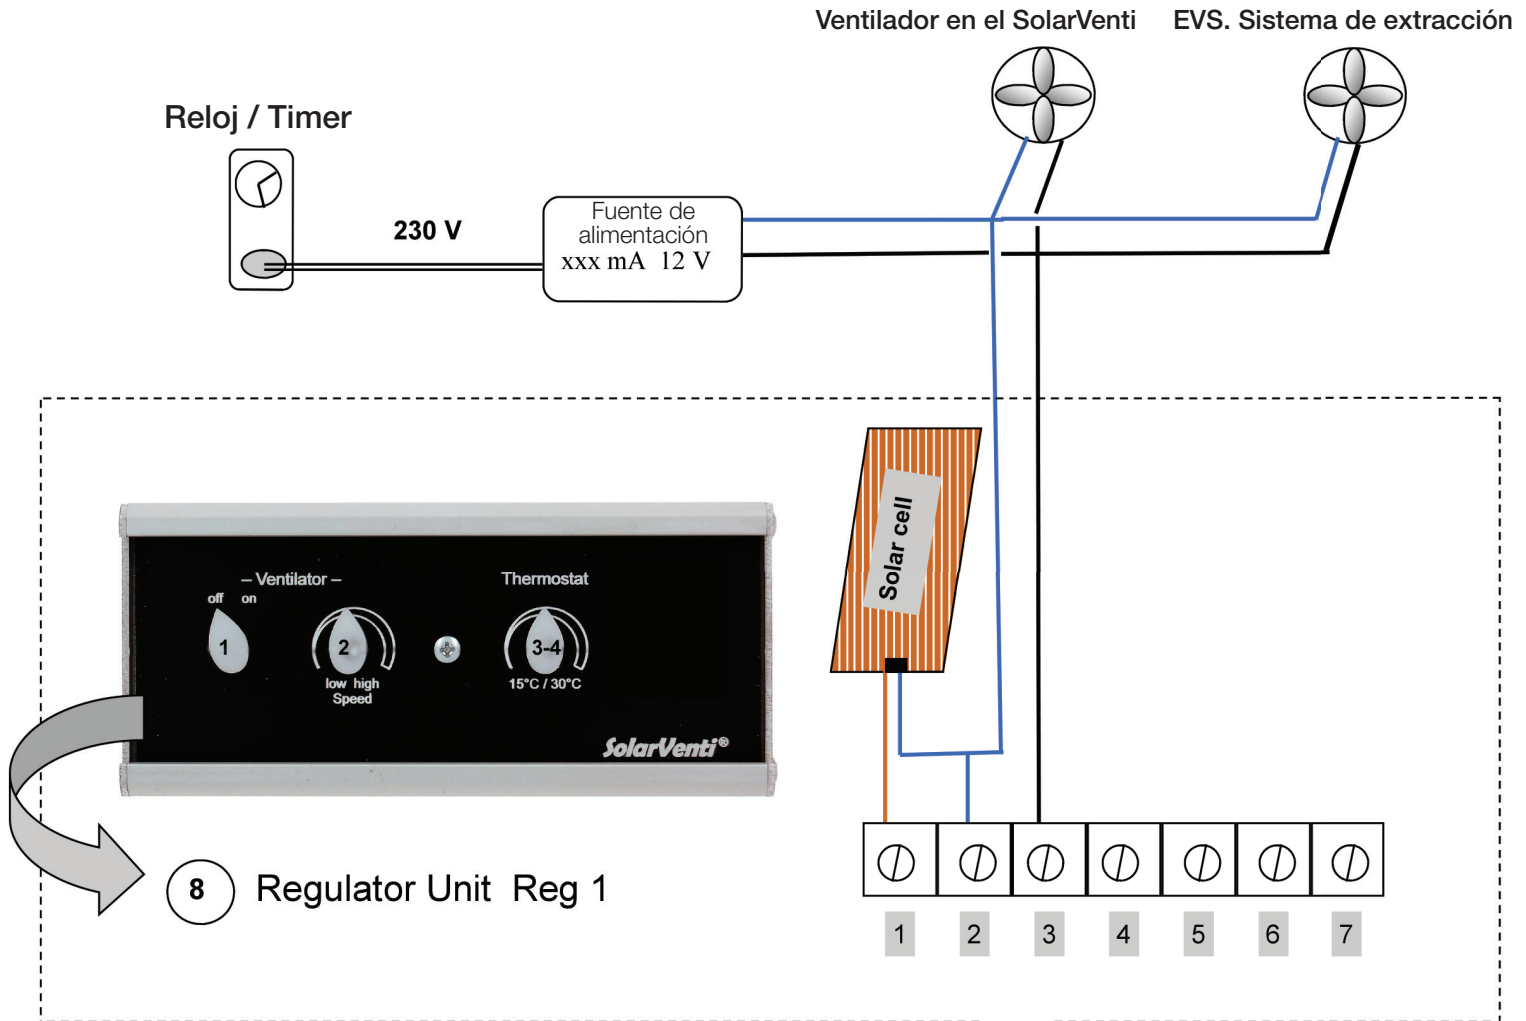 Ventilador en el SolarVenti
EVS. Sistema de extracción
Reloj / Timer
230 V
Fuente de
alimentación
xxx mA 12 V
Solar cell
– Ventilator –
off on
1
2
low high
Speed
Thermostat
3-4
15°C / 30°C
SolarVenti®
8
Regulator Unit Reg 1
1 2 3 4 5 6 7